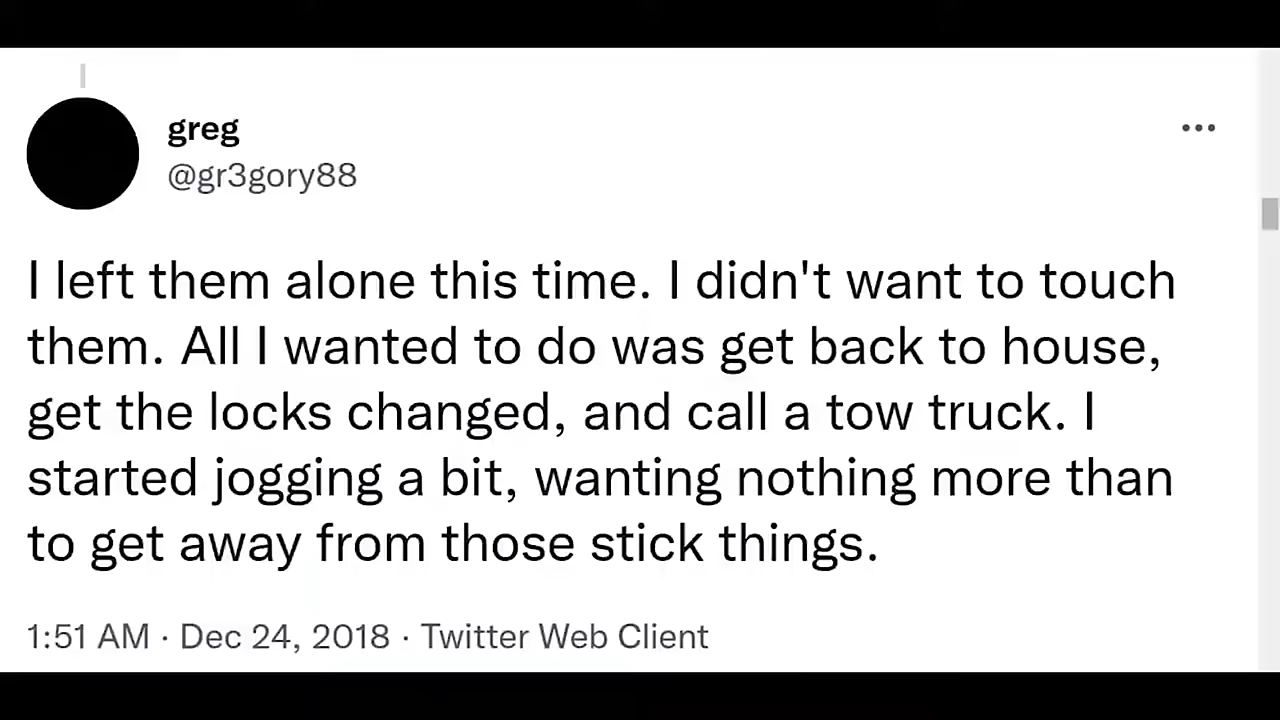 greg
@gr3gory88
I left them alone this time. I didn't want to touch
them. All I wanted to do was get back to house,
get the locks changed, and call a tow truck. I
started jogging a bit, wanting nothing more than
to get away from those stick things.
1:51 AM · Dec 24, 2018 · Twitter Web Client